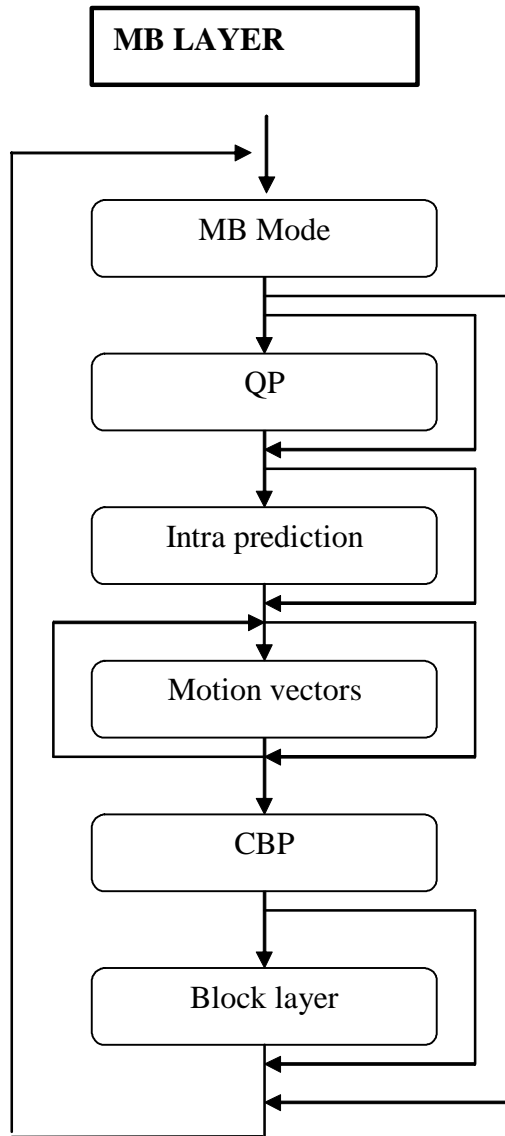 MB LAYER
MB Mode
QP
Intra prediction
Motion vectors
CBP
Block layer